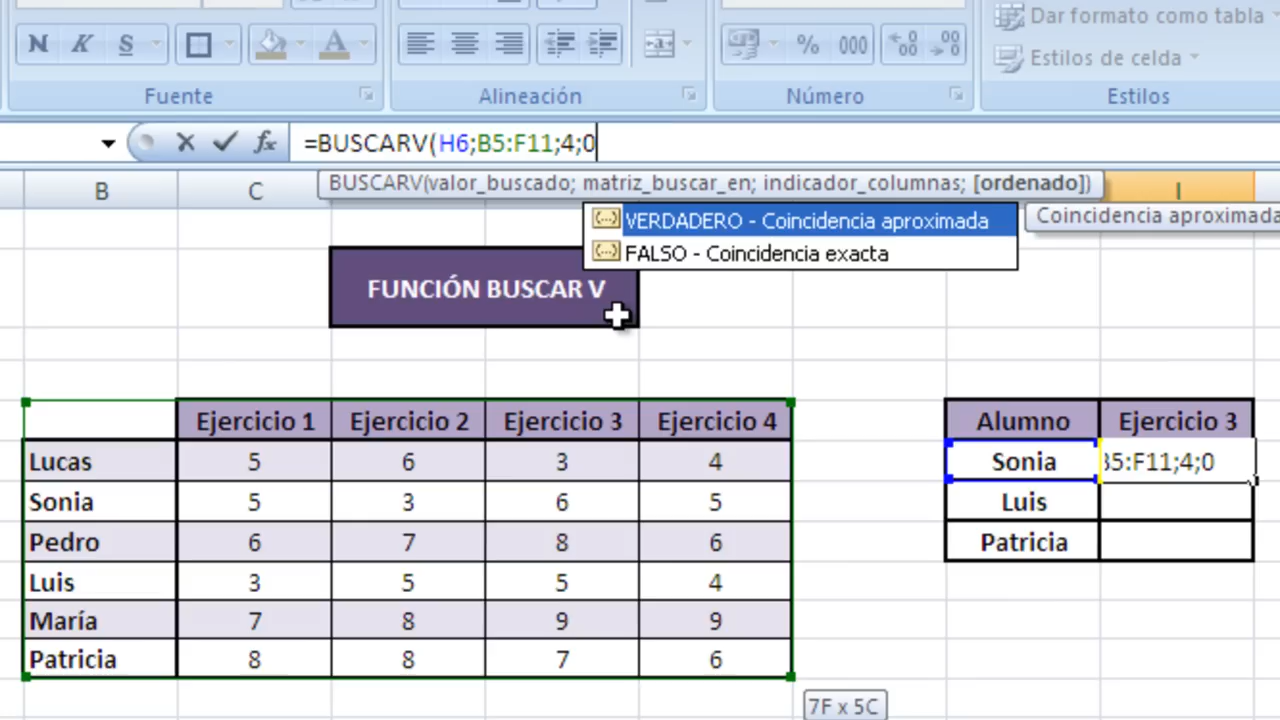 Dar formato como tabla
N K S A % 000
Estilos de celda
Fuente Alineación Número Estilos
fx =BUSCARV(H6;B5:F11;4;0
BUSCARV(valor_buscado; matriz_buscar_en; indicador_columnas; [ordenado])
B C I
VERDADERO - Coincidencia aproximada
Coincidencia aproximada
FALSO - Coincidencia exacta
FUNCIÓN BUSCAR V
Ejercicio 1 Ejercicio 2 Ejercicio 3 Ejercicio 4 Alumno Ejercicio 3
Lucas 5 6 3 4 Sonia B5:F11;4;0
Sonia 5 3 6 5 Luis
Pedro 6 7 8 6 Patricia
Luis 3 5 5 4
María 7 8 9 9
Patricia 8 8 7 6
7F x 5C